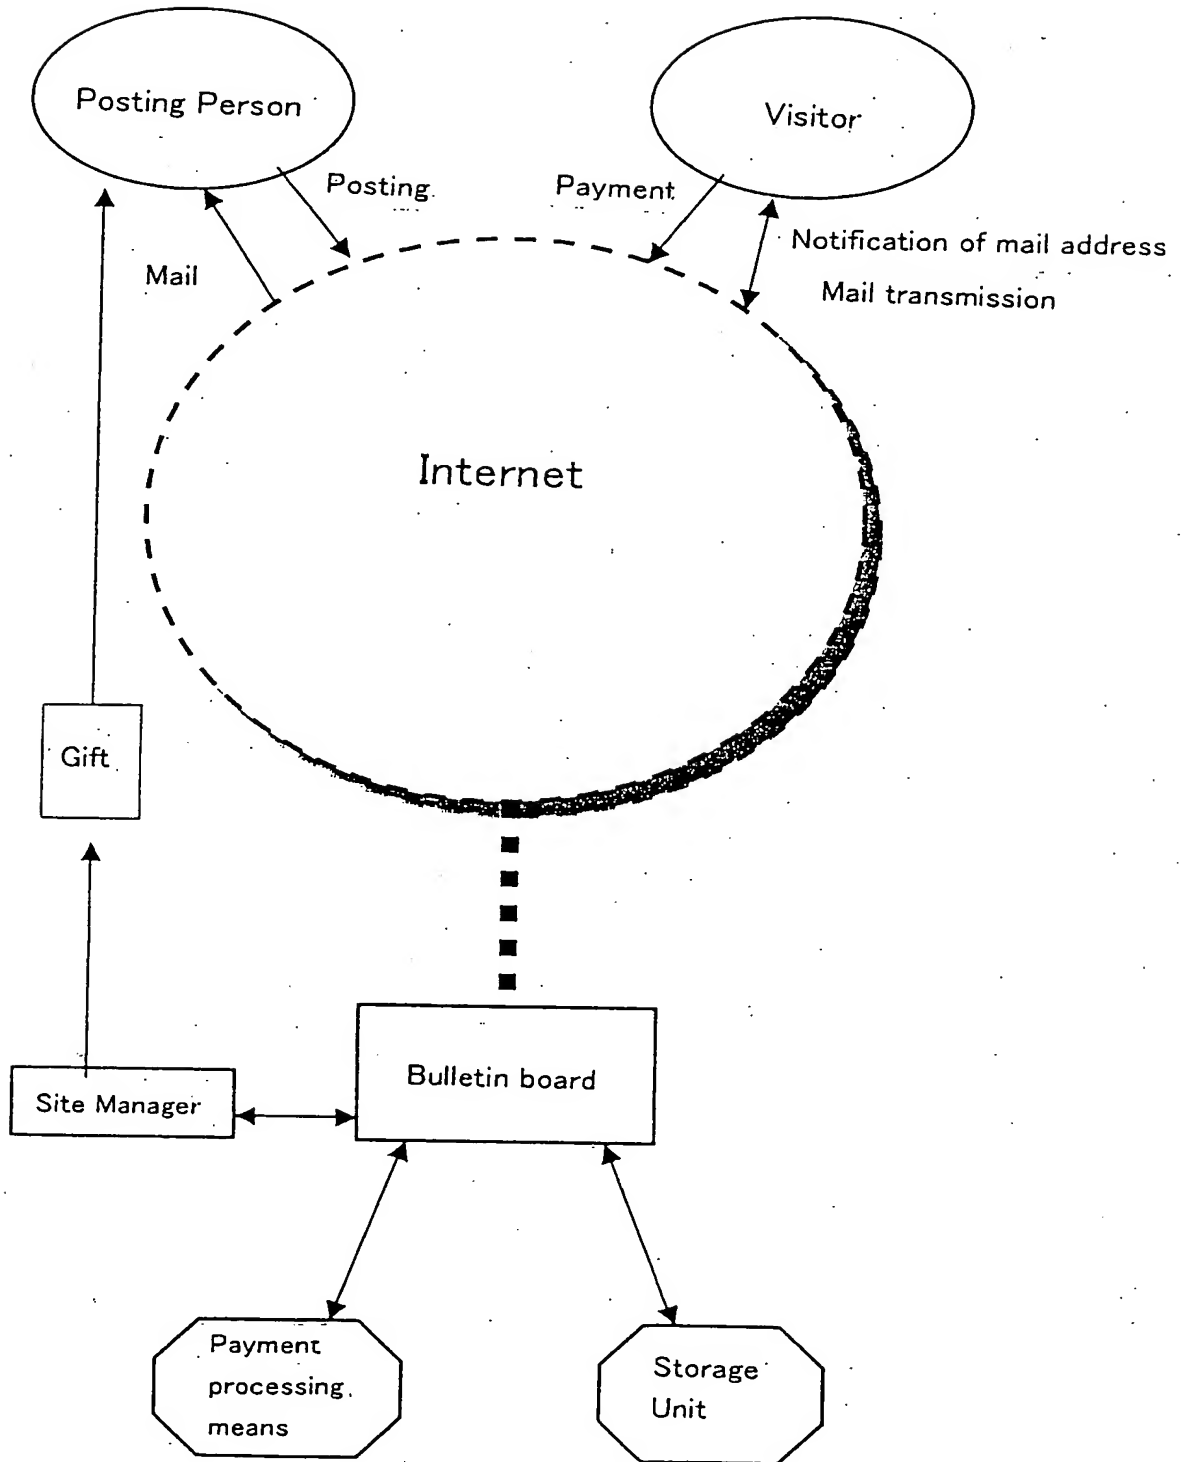 Posting Person
Visitor
Posting
Payment
Mail
Notification of mail address
Mail transmission
Internet
Gift
Bulletin board
Site Manager
Payment
processing
means
Storage
Unit